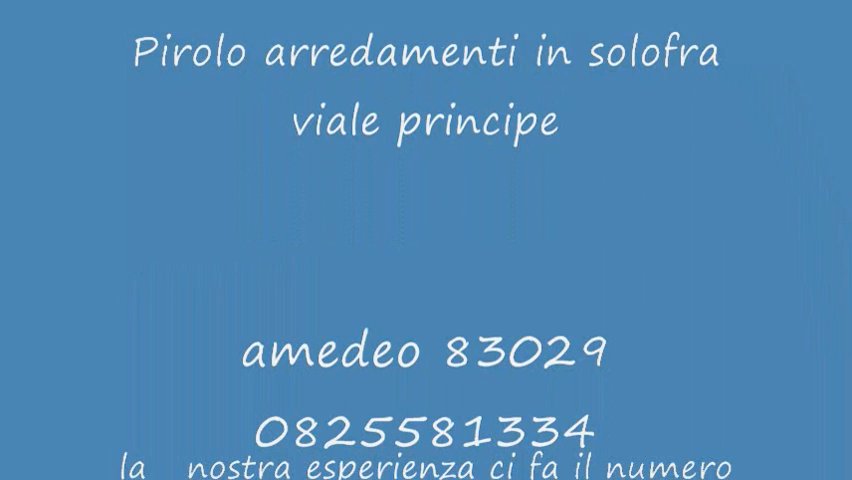 Pirolo arredamenti in solofra
viale principe
amedeo 83029
0825581334
la nostra esperienza ci fa il numero